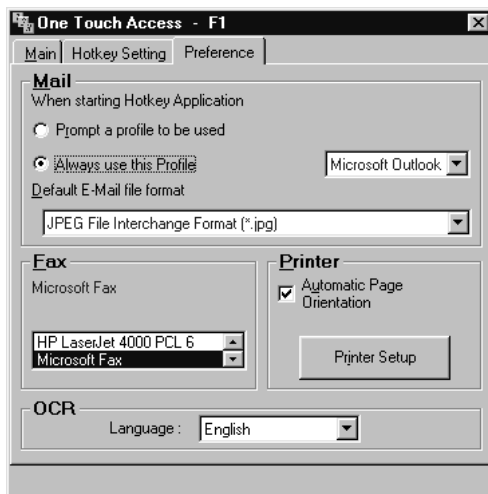 One Touch Access - F1
Main Hotkey Setting Preference
Mail
When starting Hotkey Application
Prompt a profile to be used
Always use this Profile Microsoft Outlook
Default E-Mail file format
JPEG File Interchange Format (*.jpg)
Fax Printer
Microsoft Fax Automatic Page
Orientation
HP LaserJet 4000 PCL 6
Microsoft Fax Printer Setup
OCR
Language : English